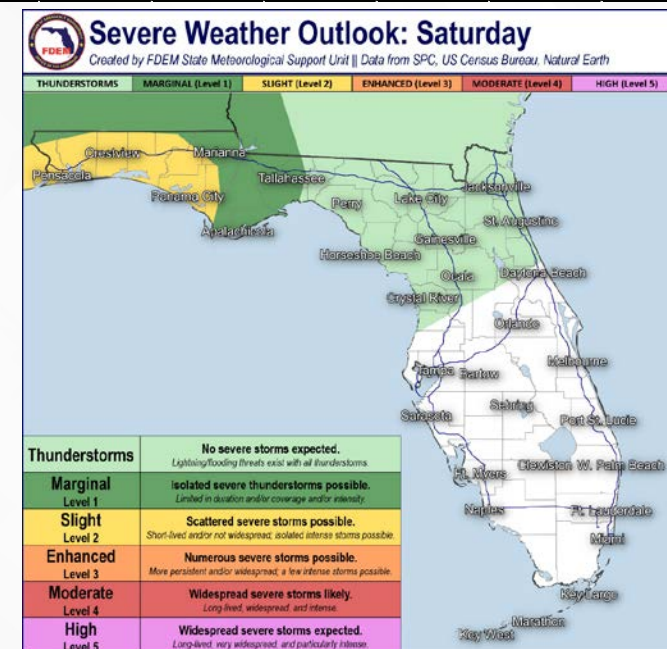 FDEM
Severe Weather Outlook: Saturday
Created by FDEM State Meteorological Support Unit || Data from SPC, US Census Bureau, Natural Earth
THUNDERSTORMS MARGINAL (Level 1) SLIGHT (Level 2) ENHANCED (Level 3) MODERATE (Level 4) HIGH (Level 5)
Crestview
Marianna
Pensacola
Tallahassee
Jacksonville
Panama City
Perry
Lake City
Apalachicola
St. Augustine
Gainesville
Horseshoe Beach
Ocala
Daytona Beach
Crystal River
Orlando
Melbourne
Tampa
Bartow
Sebring
Sarasota
Port St. Lucie
Ft. Myers
Clewiston
W. Palm Beach
Naples
Ft. Lauderdale
Miami
Key Largo
Marathon
Key West
Thunderstorms
No severe storms expected.
Lightning/flooding threats exist with all thunderstorms.
Marginal
Level 1
Isolated severe thunderstorms possible.
Limited in duration and/or coverage and/or intensity.
Slight
Level 2
Scattered severe storms possible.
Short-lived and/or not widespread; isolated intense storms possible.
Enhanced
Level 3
Numerous severe storms possible.
More persistent and/or widespread; a few intense storms possible.
Moderate
Level 4
Widespread severe storms likely.
Long-lived, widespread, and intense.
High
Level 5
Widespread severe storms expected.
Long-lived, very widespread, and particularly intense.